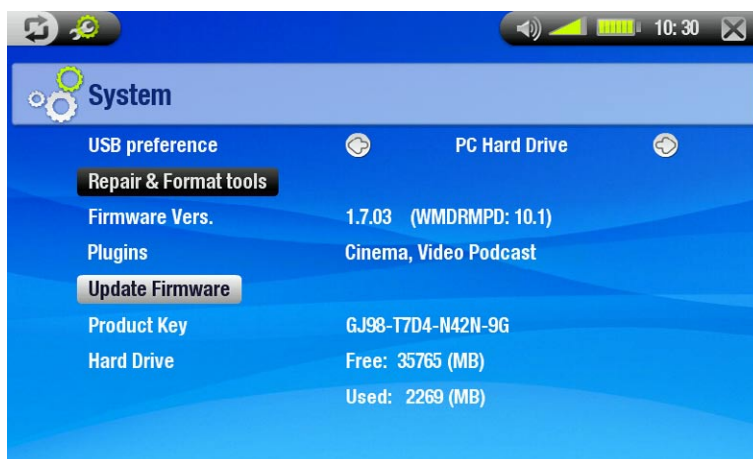 10: 30
System
USB preference PC Hard Drive
Repair & Format tools
Firmware Vers. 1.7.03 (WMDRMPD: 10.1)
Plugins Cinema, Video Podcast
Update Firmware
Product Key GJ98-T7D4-N42N-9G
Hard Drive Free: 35765 (MB)
Used: 2269 (MB)